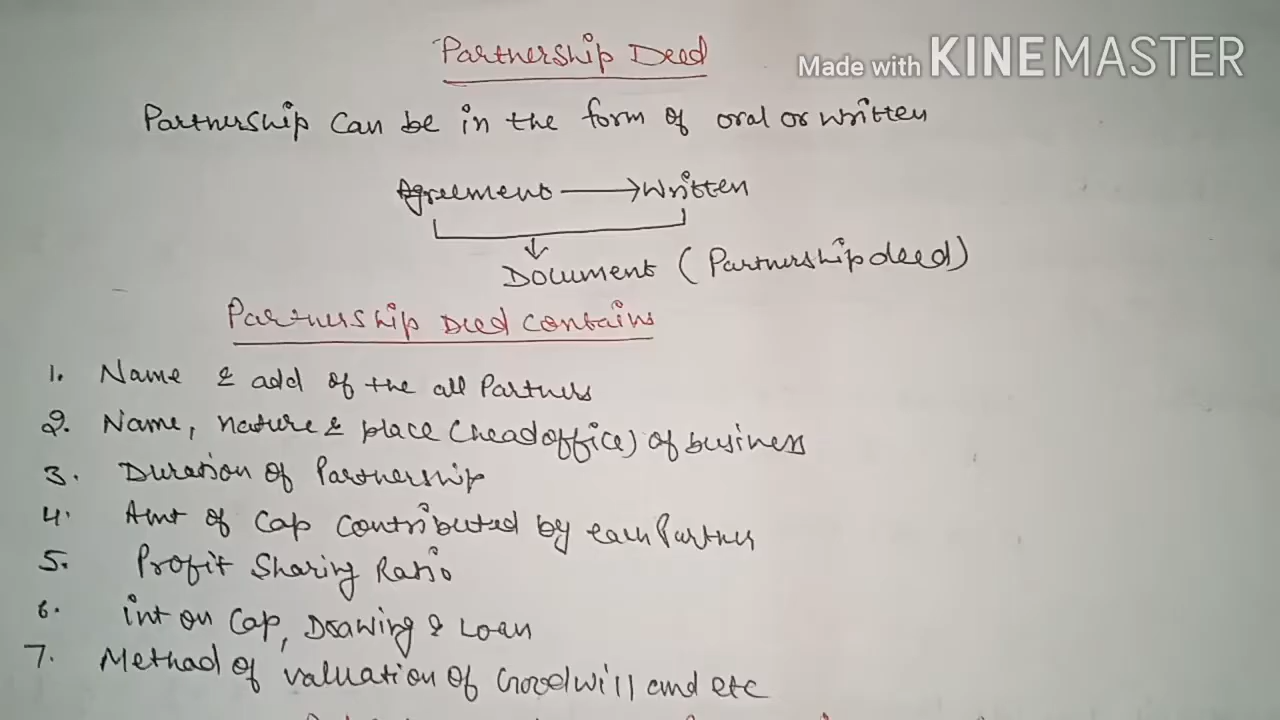 Partnership Deed
Made with KINEMASTER
Partnership Can be in the form of oral or written
Agreement → Written
Document (Partnership deed)
Partnership Deed contains
1. Name & add of the all Partners
2. Name, nature & place (head office) of business
3. Duration of Partnership
4. Amt of Cap Contributed by each Partner
5. Profit Sharing Ratio
6. int on Cap, Drawing & Loan
7. Method of valuation of Goodwill and etc